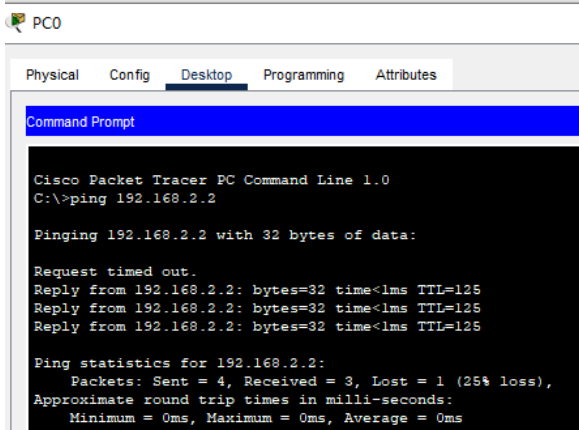 PC0
Physical Config Desktop Programming Attributes
Command Prompt
Cisco Packet Tracer PC Command Line 1.0
C:\>ping 192.168.2.2
Pinging 192.168.2.2 with 32 bytes of data:
Request timed out.
Reply from 192.168.2.2: bytes=32 time<1ms TTL=125
Reply from 192.168.2.2: bytes=32 time<1ms TTL=125
Reply from 192.168.2.2: bytes=32 time<1ms TTL=125
Ping statistics for 192.168.2.2:
Packets: Sent = 4, Received = 3, Lost = 1 (25% loss),
Approximate round trip times in milli-seconds:
Minimum = 0ms, Maximum = 0ms, Average = 0ms